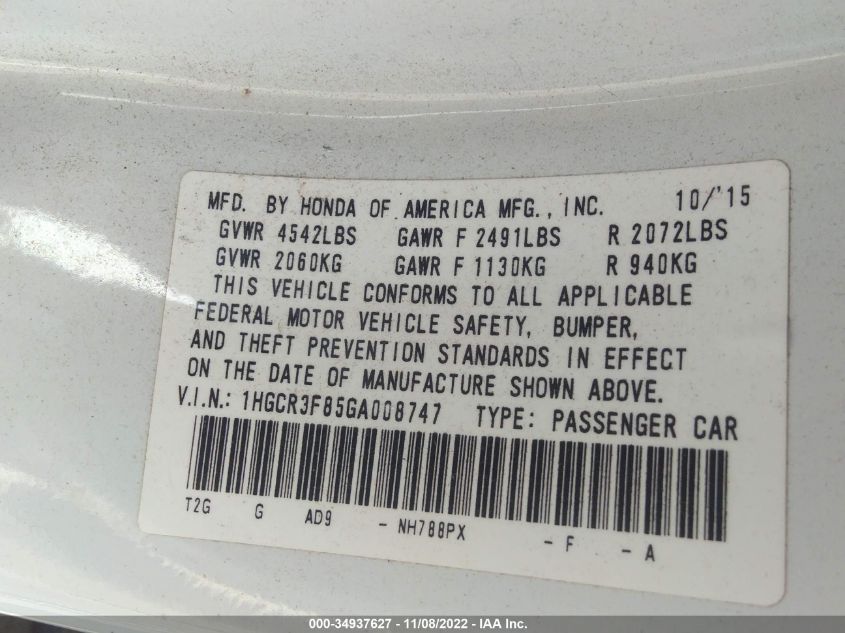 MFD. BY HONDA OF AMERICA MFG., INC. 10/'15
GVWR 4542LBS GAWR F 2491LBS R 2072LBS
GVWR 2060KG GAWR F 1130KG R 940KG
THIS VEHICLE CONFORMS TO ALL APPLICABLE
FEDERAL MOTOR VEHICLE SAFETY, BUMPER,
AND THEFT PREVENTION STANDARDS IN EFFECT
ON THE DATE OF MANUFACTURE SHOWN ABOVE.
V.I.N.: 1HGCR3F85GA008747 TYPE: PASSENGER CAR
T2G G AD9 - NH788PX - F - A
000-34937627 - 11/08/2022 - IAA Inc.